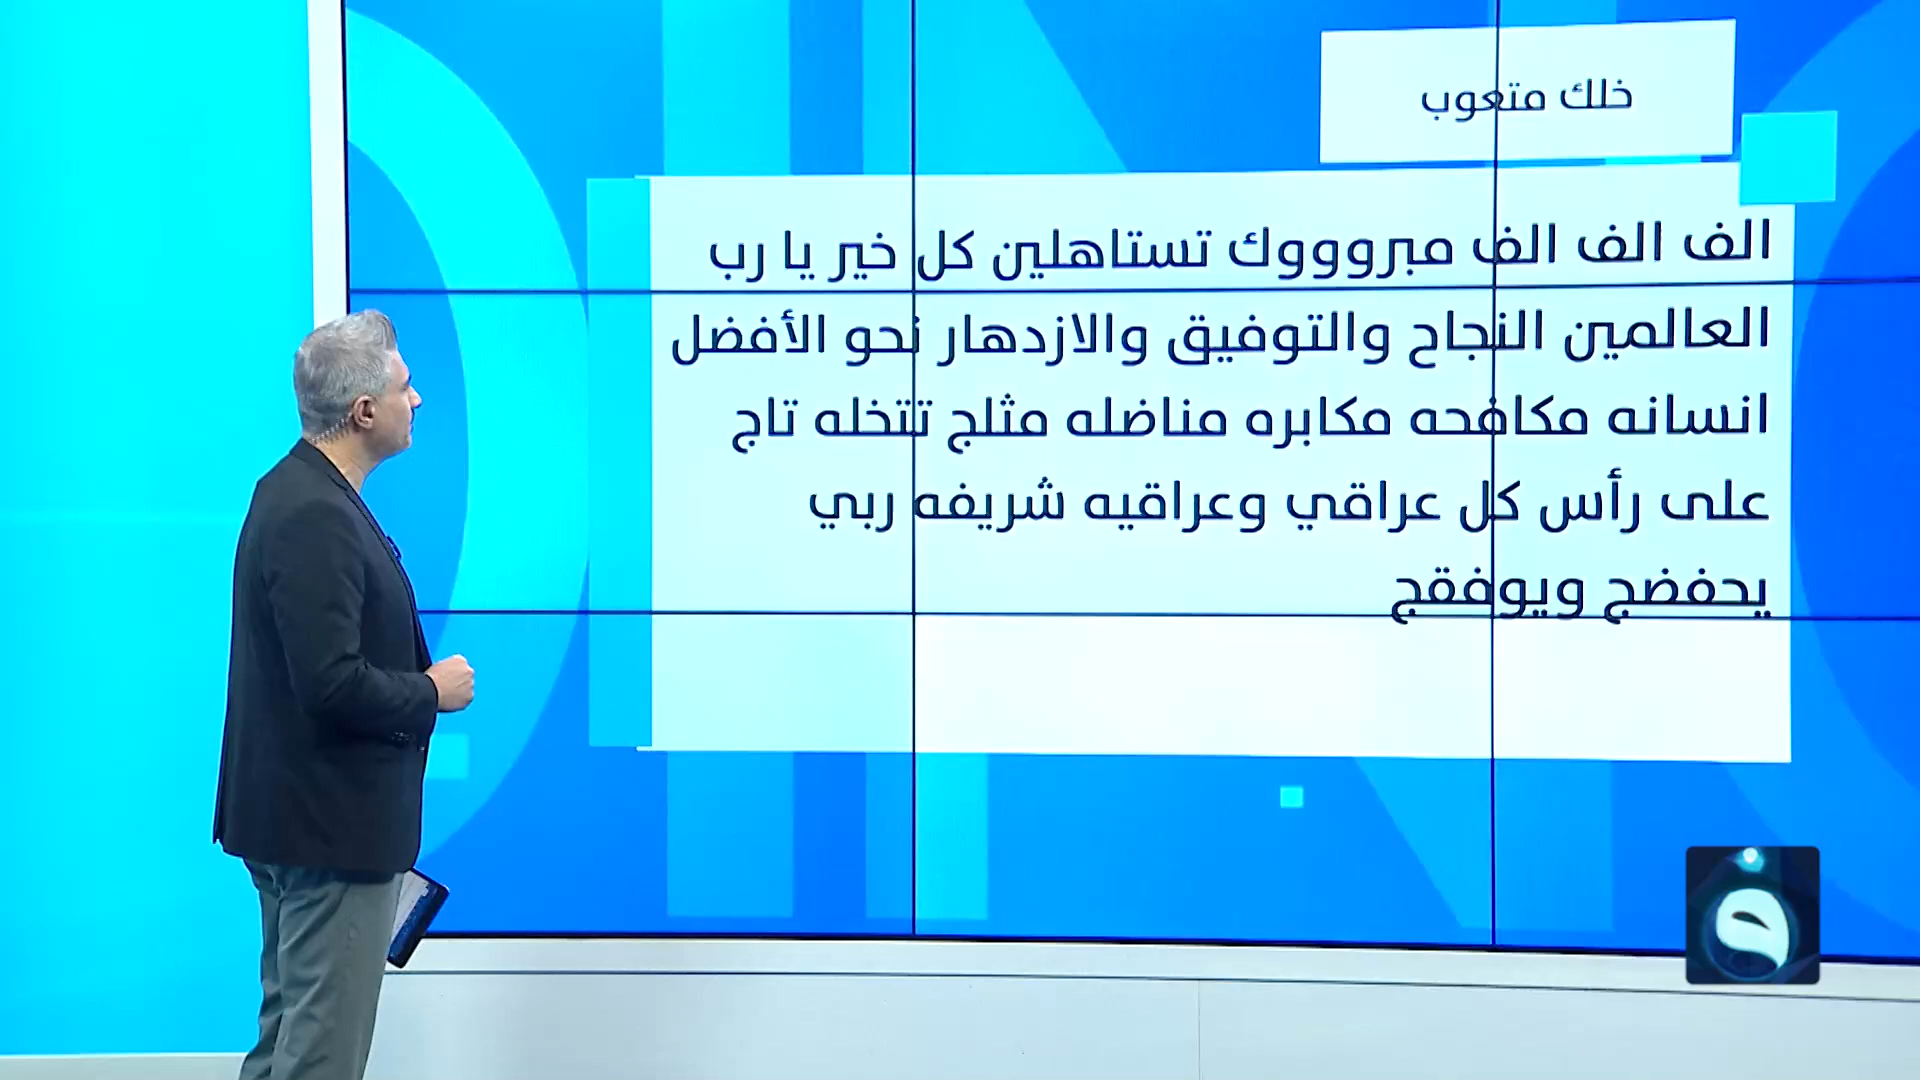 خلك متعوب
الف الف الف مبروووك تستاهلين كل خير يا رب
العالمين النجاح والتوفيق والازدهار نحو الأفضل
انسانه مكافحه مكابره مناضله مثلج تتخله تاج
على رأس كل عراقي وعراقيه شريفه ربي
يحفضج ويوفقج